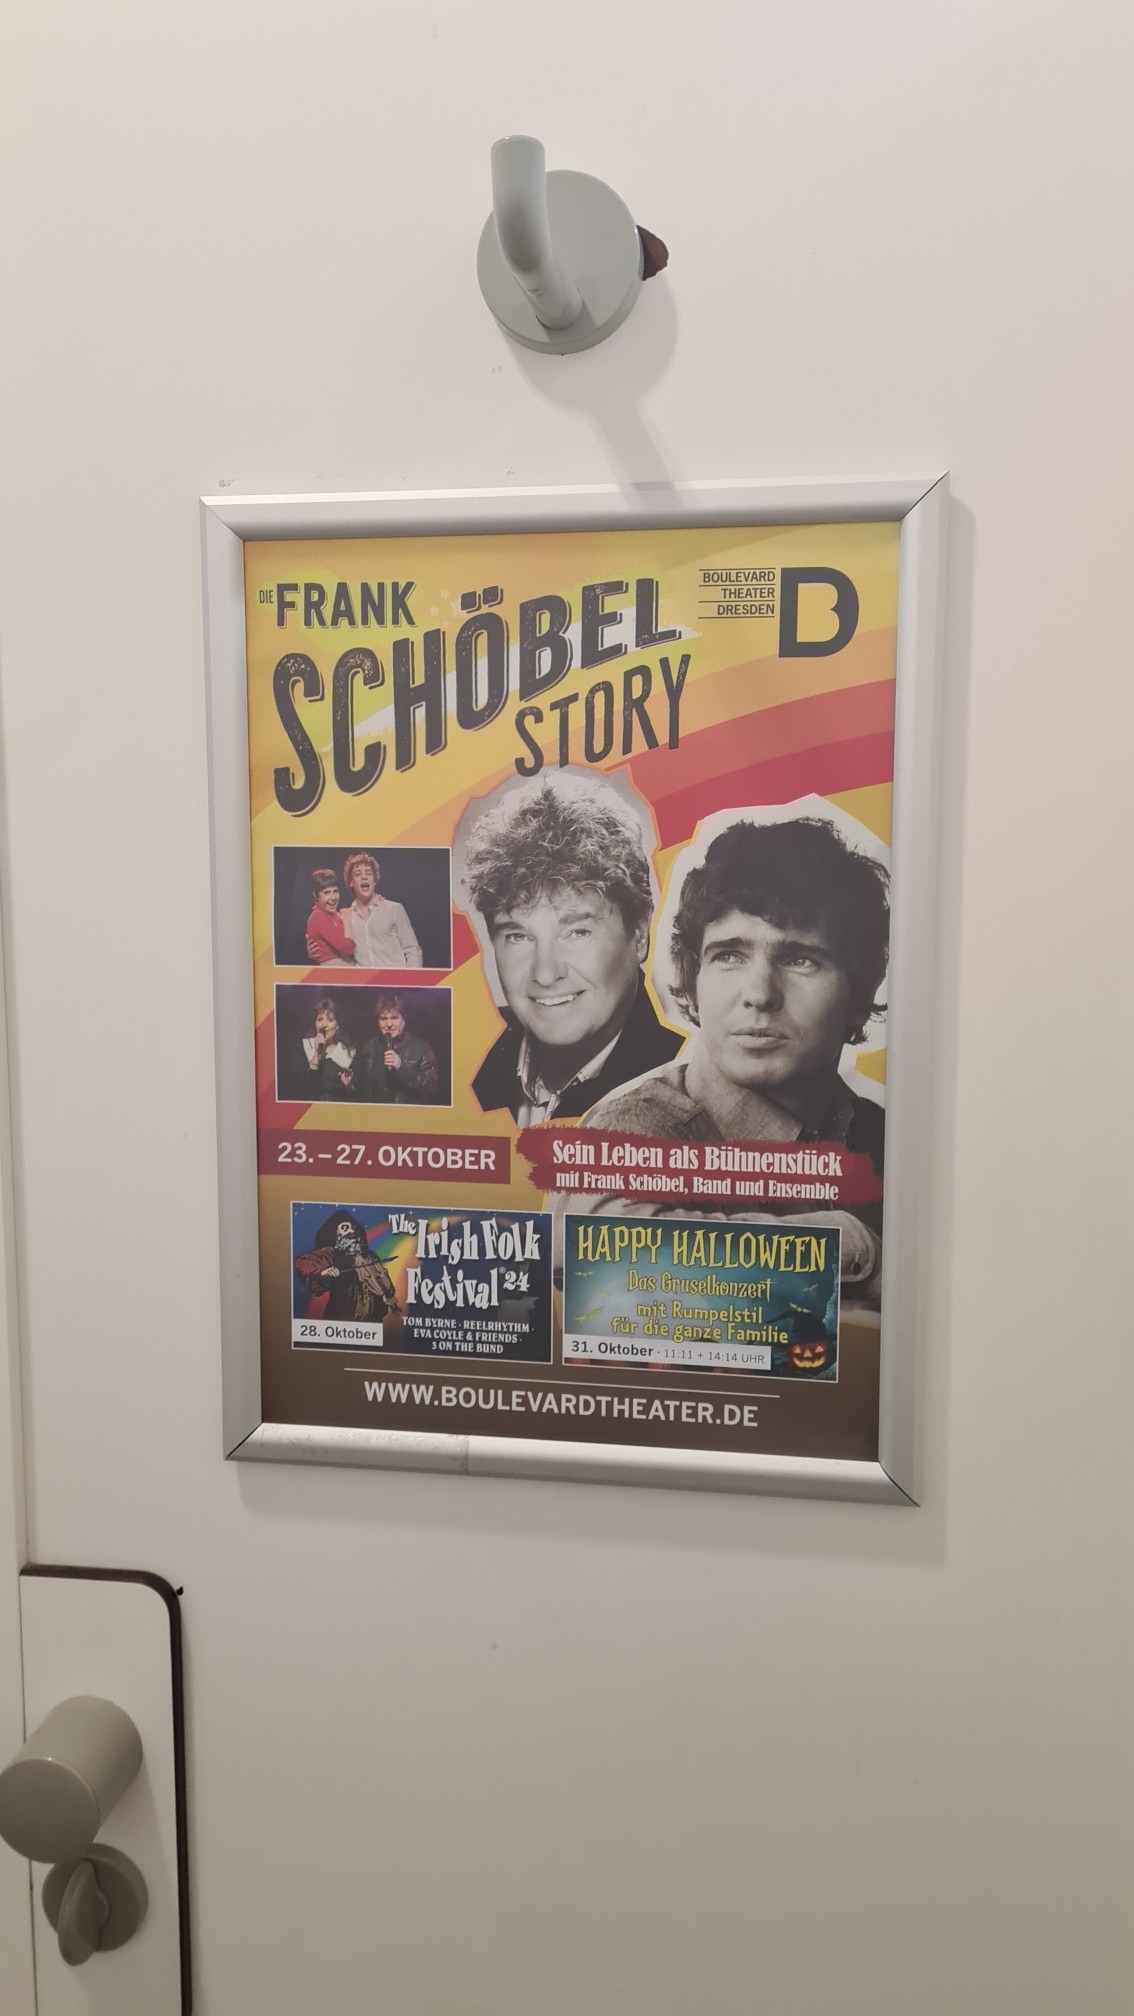 DIE FRANK
SCHÖBEL
STORY
BOULEVARD
THEATER
DRESDEN
B
23. – 27. OKTOBER
Sein Leben als Bühnenstück
mit Frank Schöbel, Band und Ensemble
The Irish Folk
Festival '24
TOM BYRNE · REELRHYTHM ·
EVA COYLE & FRIENDS ·
3 ON THE BUND
28. Oktober
HAPPY HALLOWEEN
Das Gruselkonzert
mit Rumpelstil
für die ganze Familie
31. Oktober · 11:11 + 14:14 UHR
WWW.BOULEVARDTHEATER.DE